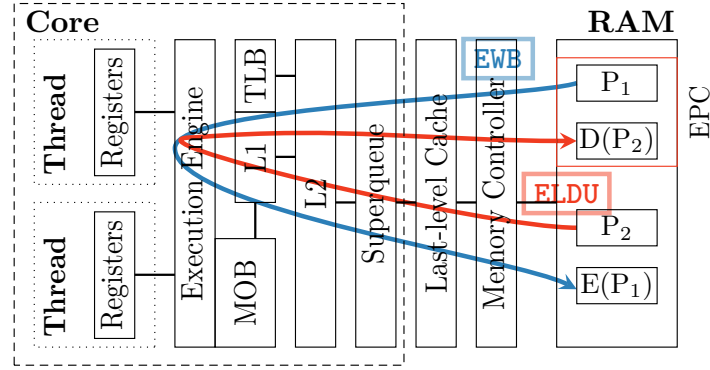 Core
RAM
EWB
Thread
Registers
Thread
Registers
Execution Engine
TLB
L1
MOB
L2
Superqueue
Last-level Cache
Memory Controller
P₁
D(P₂)
EPC
ELDU
P₂
E(P₁)